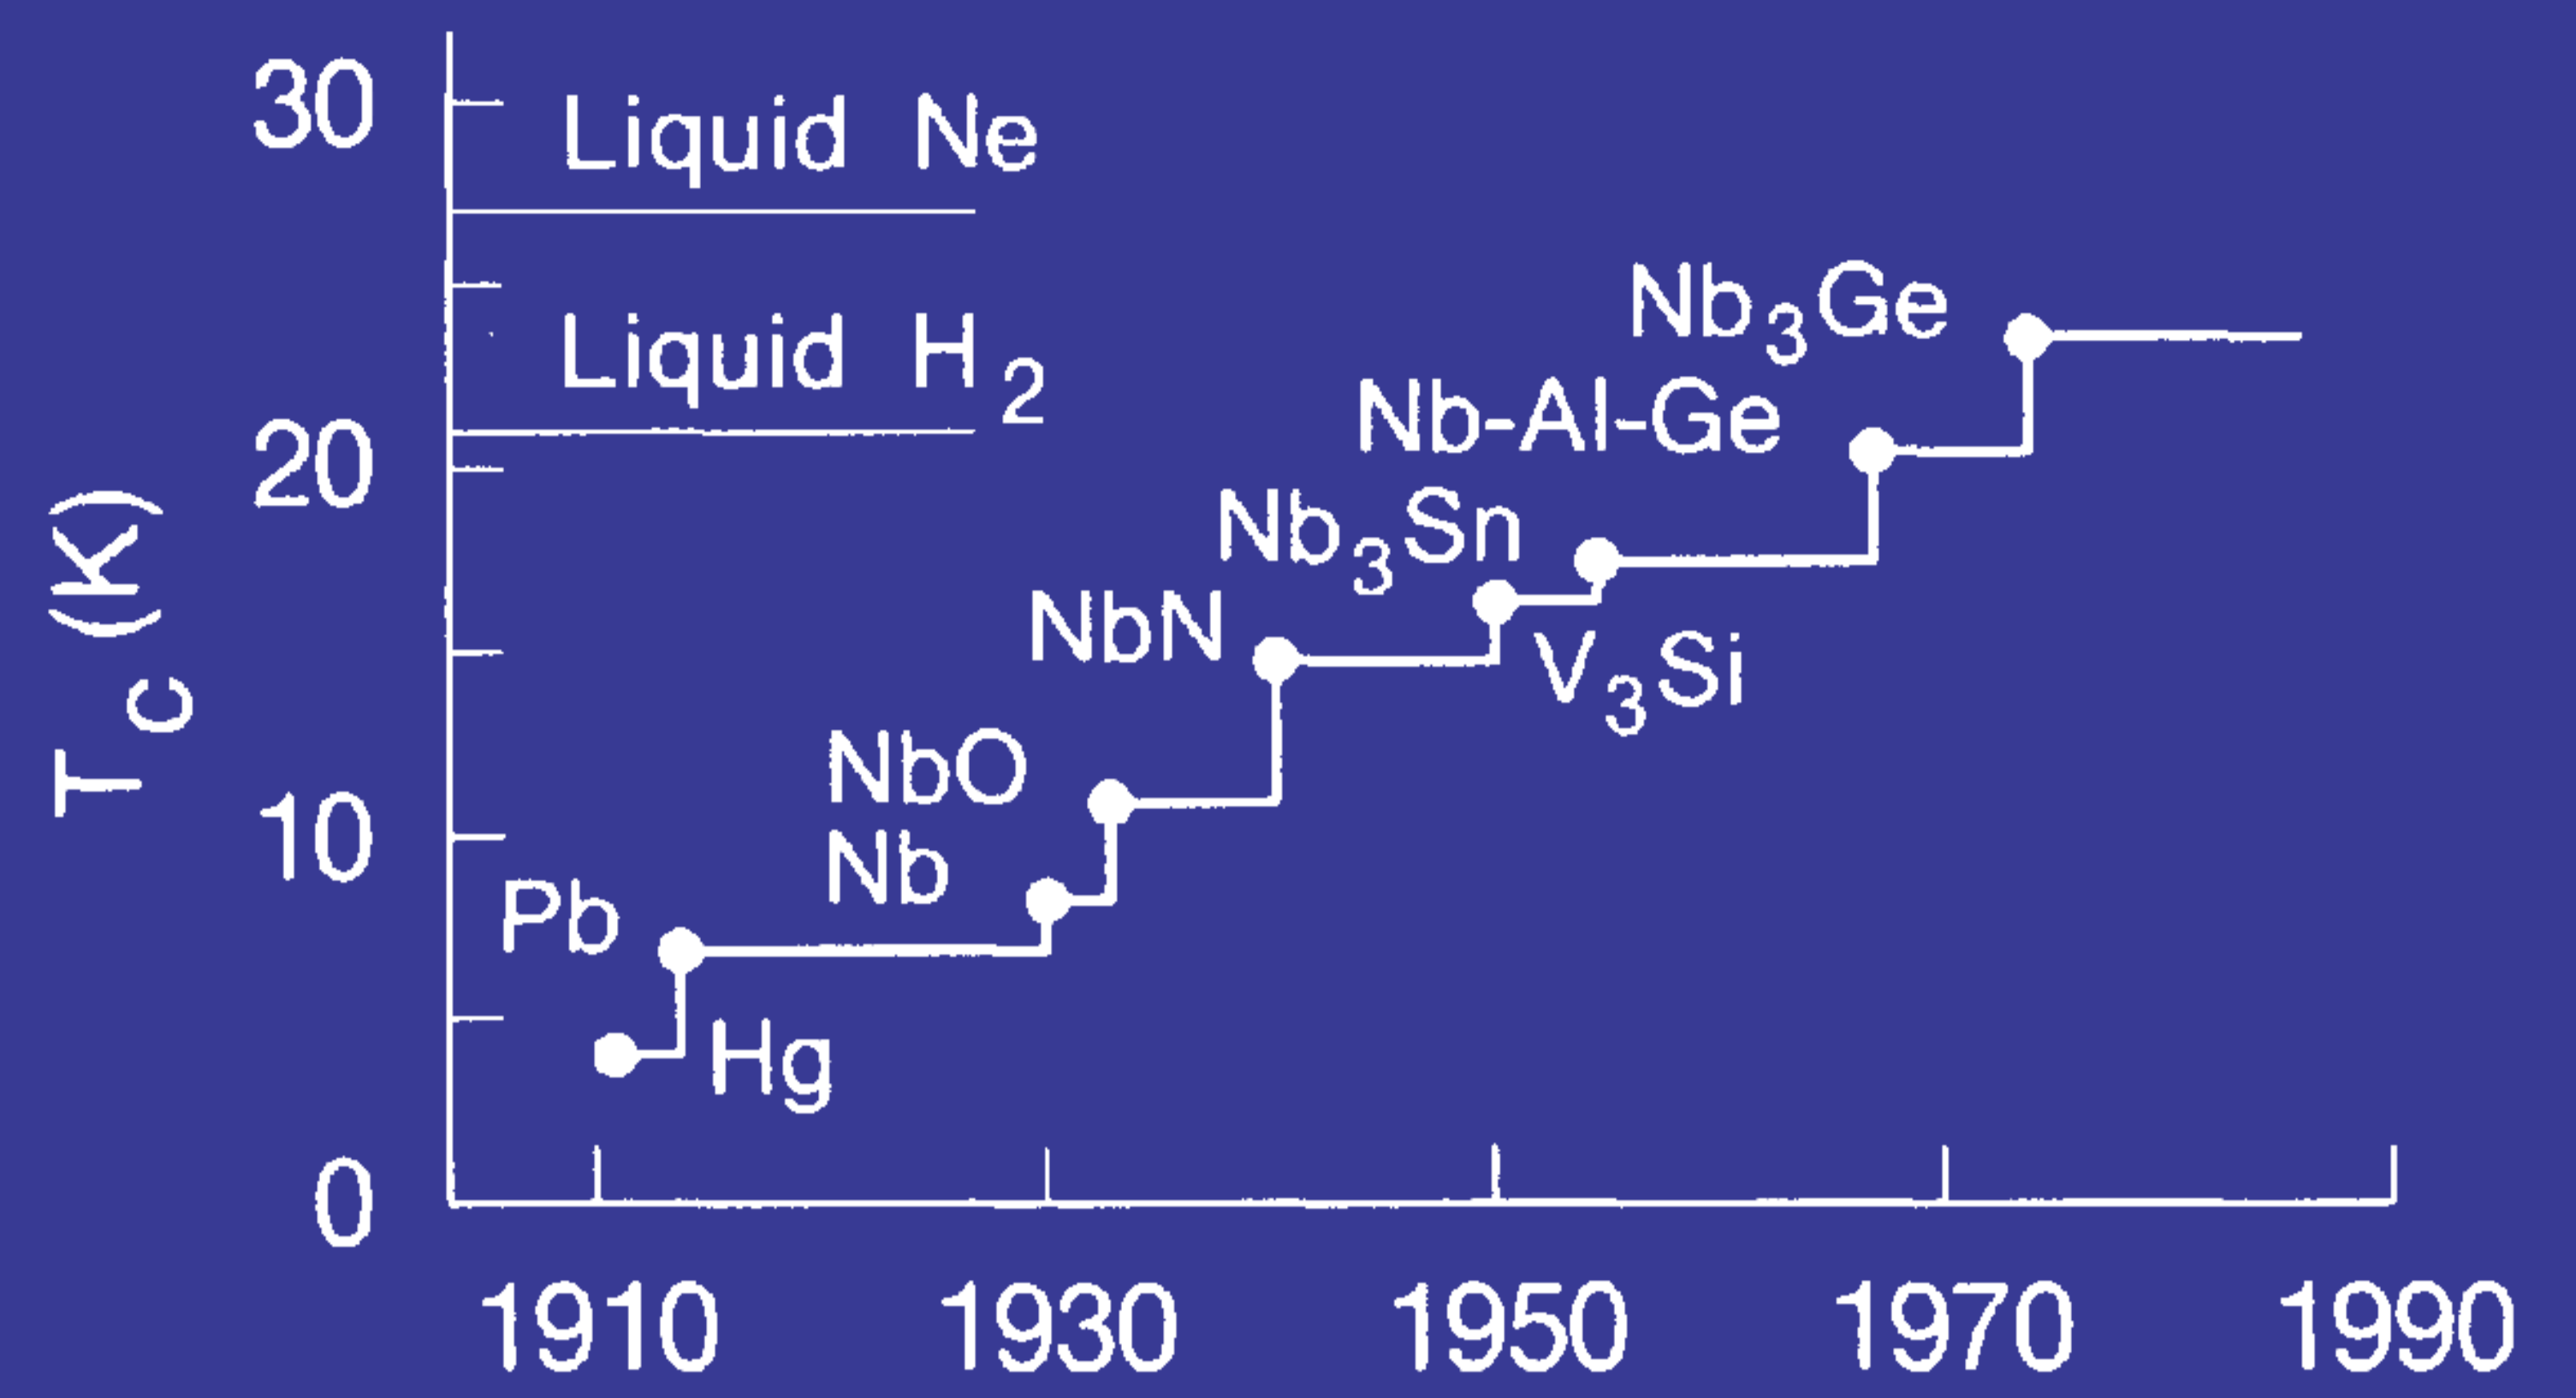 30
Liquid Ne
Nb₃Ge
Liquid H₂
Nb-Al-Ge
20
Nb₃Sn
NbN
V₃Si
T_c (K)
NbO
10
Nb
Pb
Hg
0
1910 1930 1950 1970 1990